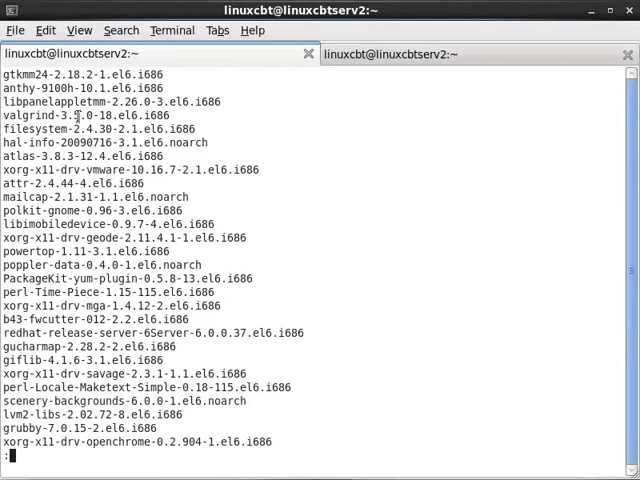 linuxcbt@linuxcbtserv2:~
File Edit View Search Terminal Tabs Help
linuxcbt@linuxcbtserv2:~ linuxcbt@linuxcbtserv2:~
gtkmm24-2.18.2-1.el6.i686
anthy-9100h-10.1.el6.i686
libpanelappletmm-2.26.0-3.el6.i686
valgrind-3.5.0-18.el6.i686
filesystem-2.4.30-2.1.el6.i686
hal-info-20090716-3.1.el6.noarch
atlas-3.8.3-12.4.el6.i686
xorg-x11-drv-vmware-10.16.7-2.1.el6.i686
attr-2.4.44-4.el6.i686
mailcap-2.1.31-1.1.el6.noarch
polkit-gnome-0.96-3.el6.i686
libimobiledevice-0.9.7-4.el6.i686
xorg-x11-drv-geode-2.11.4.1-1.el6.i686
powertop-1.11-3.1.el6.i686
poppler-data-0.4.0-1.el6.noarch
PackageKit-yum-plugin-0.5.8-13.el6.i686
perl-Time-Piece-1.15-115.el6.i686
xorg-x11-drv-mga-1.4.12-2.el6.i686
b43-fwcutter-012-2.2.el6.i686
redhat-release-server-6Server-6.0.0.37.el6.i686
gucharmap-2.28.2-2.el6.i686
giflib-4.1.6-3.1.el6.i686
xorg-x11-drv-savage-2.3.1-1.1.el6.i686
perl-Locale-Maketext-Simple-0.18-115.el6.i686
scenery-backgrounds-6.0.0-1.el6.noarch
lvm2-libs-2.02.72-8.el6.i686
grubby-7.0.15-2.el6.i686
xorg-x11-drv-openchrome-0.2.904-1.el6.i686
: